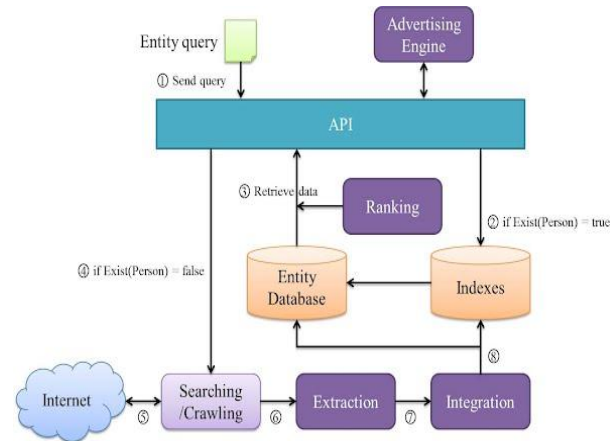 Entity query
Advertising
Engine
① Send query
API
③ Retrieve data
Ranking
② if Exist(Person) = true
④ if Exist(Person) = false
Entity
Database
Indexes
⑧
Internet
⑤
Searching
/Crawling
⑥
Extraction
⑦
Integration